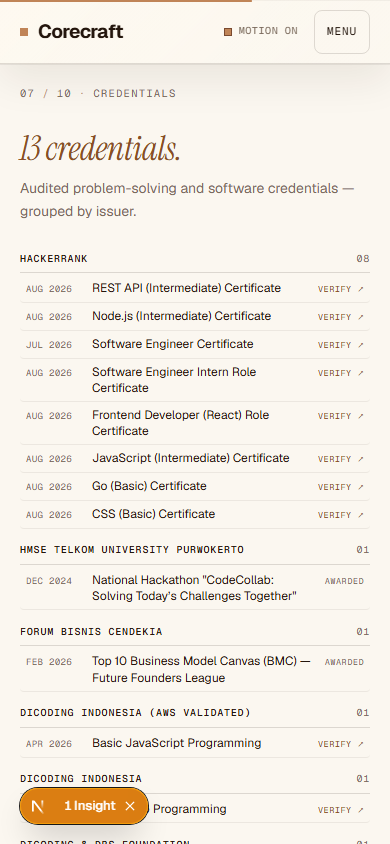 Corecraft
MOTION ON
MENU
07 / 10 · CREDENTIALS
13 credentials.
Audited problem-solving and software credentials —
grouped by issuer.
HACKERRANK 08
AUG 2026 REST API (Intermediate) Certificate VERIFY ↗
AUG 2026 Node.js (Intermediate) Certificate VERIFY ↗
JUL 2026 Software Engineer Certificate VERIFY ↗
AUG 2026 Software Engineer Intern Role VERIFY ↗
Certificate
AUG 2026 Frontend Developer (React) Role VERIFY ↗
Certificate
AUG 2026 JavaScript (Intermediate) Certificate VERIFY ↗
AUG 2026 Go (Basic) Certificate VERIFY ↗
AUG 2026 CSS (Basic) Certificate VERIFY ↗
HMSE TELKOM UNIVERSITY PURWOKERTO 01
DEC 2024 National Hackathon "CodeCollab: AWARDED
Solving Today's Challenges Together"
FORUM BISNIS CENDEKIA 01
FEB 2026 Top 10 Business Model Canvas (BMC) — AWARDED
Future Founders League
DICODING INDONESIA (AWS VALIDATED) 01
APR 2026 Basic JavaScript Programming VERIFY ↗
DICODING INDONESIA 01
N 1 Insight ×
Programming VERIFY ↗
DICODING & DBS FOUNDATION 01